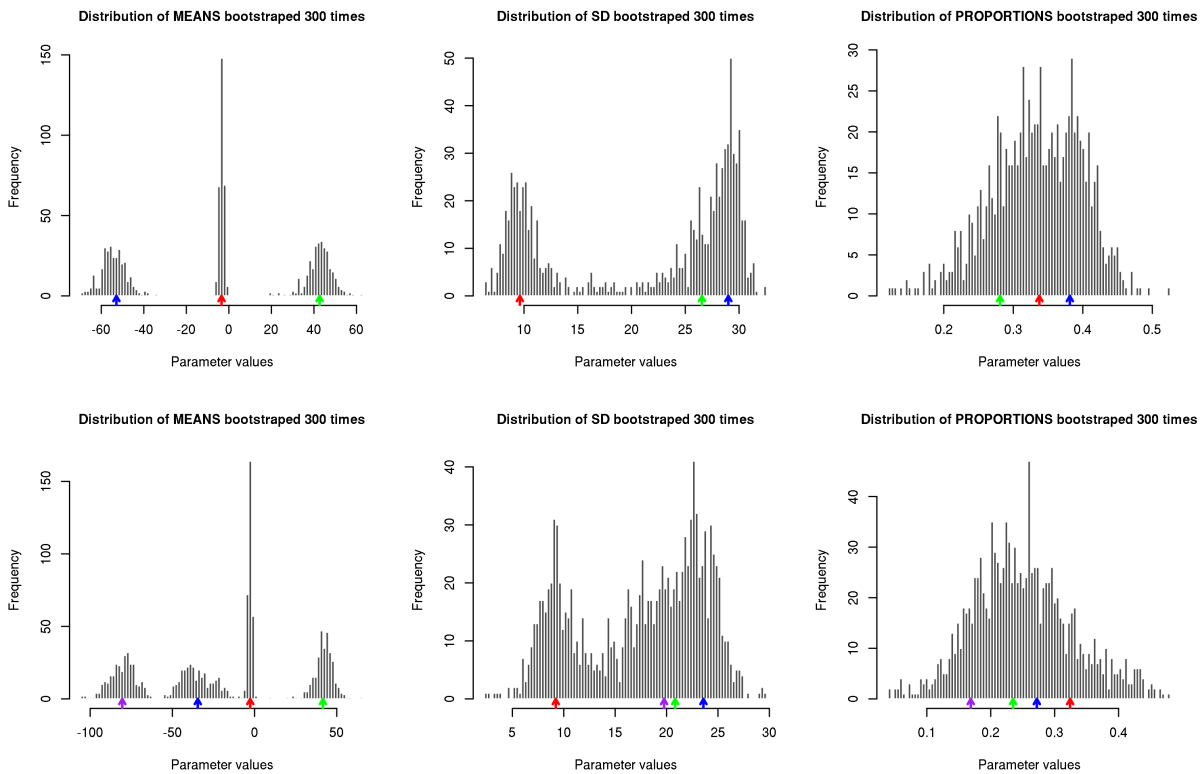 Distribution of MEANS bootstraped 300 times
Frequency
0 50 100 150
-60 -40 -20 0 20 40 60
Parameter values
Distribution of SD bootstraped 300 times
Frequency
0 10 20 30 40 50
10 15 20 25 30
Parameter values
Distribution of PROPORTIONS bootstraped 300 times
Frequency
0 5 10 15 20 25 30
0.2 0.3 0.4 0.5
Parameter values
Distribution of MEANS bootstraped 300 times
Frequency
0 50 100 150
-100 -50 0 50
Parameter values
Distribution of SD bootstraped 300 times
Frequency
0 10 20 30 40
5 10 15 20 25 30
Parameter values
Distribution of PROPORTIONS bootstraped 300 times
Frequency
0 10 20 30 40
0.1 0.2 0.3 0.4
Parameter values